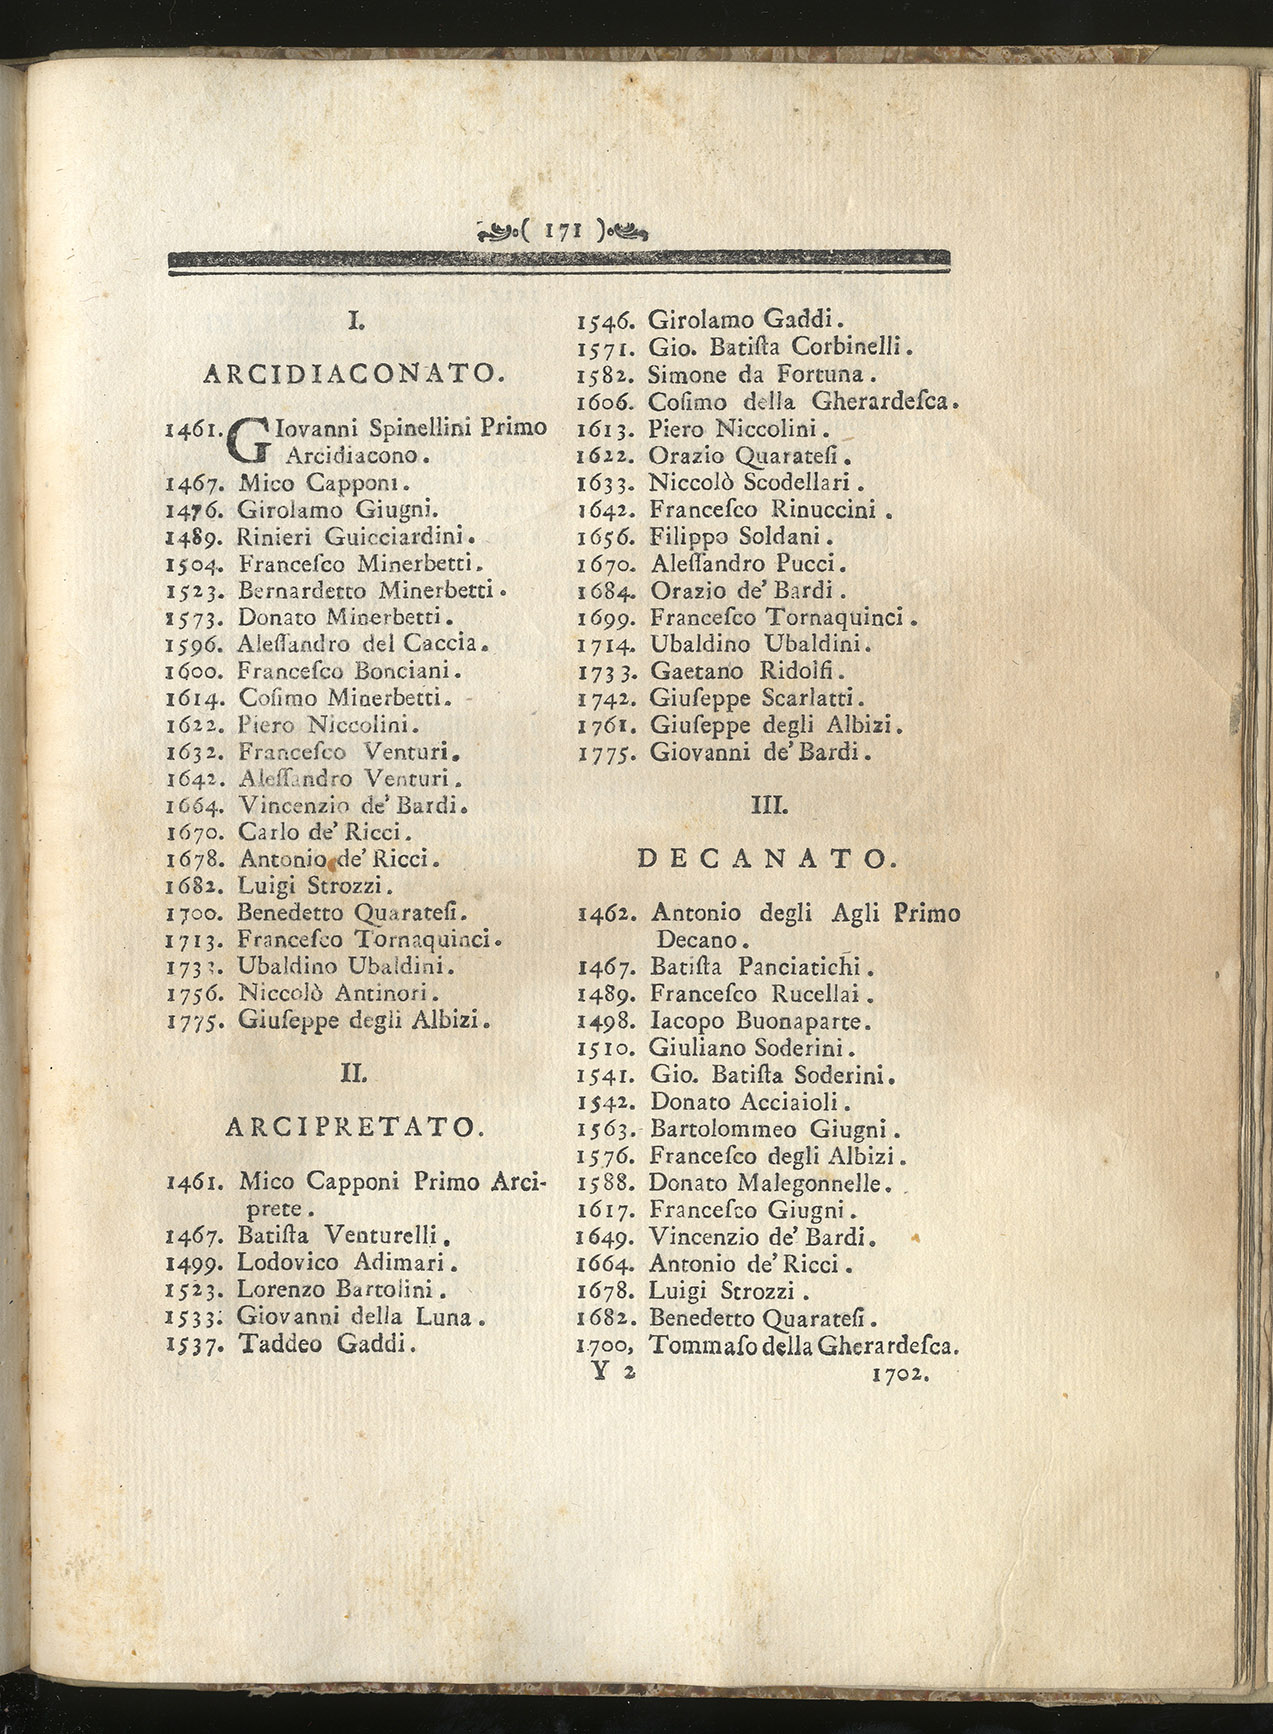 ( 171 )
I.
ARCIDIACONATO.
1461. GIovanni Spinellini Primo
Arcidiacono.
1467. Mico Capponi.
1476. Girolamo Giugni.
1489. Rinieri Guicciardini.
1504. Franceſco Minerbetti.
1523. Bernardetto Minerbetti.
1573. Donato Minerbetti.
1596. Aleſſandro del Caccia.
1600. Franceſco Bonciani.
1614. Coſimo Minerbetti.
1622. Piero Niccolini.
1632. Franceſco Venturi.
1642. Aleſſandro Venturi.
1664. Vincenzio de' Bardi.
1670. Carlo de' Ricci.
1678. Antonio de' Ricci.
1682. Luigi Strozzi.
1700. Benedetto Quarateſi.
1713. Franceſco Tornaquinci.
1733. Ubaldino Ubaldini.
1756. Niccolò Antinori.
1775. Giuſeppe degli Albizi.
II.
ARCIPRETATO.
1461. Mico Capponi Primo Arci-
prete.
1467. Batiſta Venturelli.
1499. Lodovico Adimari.
1523. Lorenzo Bartolini.
1533. Giovanni della Luna.
1537. Taddeo Gaddi.
1546. Girolamo Gaddi.
1571. Gio. Batiſta Corbinelli.
1582. Simone da Fortuna.
1606. Coſimo della Gherardeſca.
1613. Piero Niccolini.
1622. Orazio Quarateſi.
1633. Niccolò Scodellari.
1642. Franceſco Rinuccini.
1656. Filippo Soldani.
1670. Aleſſandro Pucci.
1684. Orazio de' Bardi.
1699. Franceſco Tornaquinci.
1714. Ubaldino Ubaldini.
1733. Gaetano Ridolfi.
1742. Giuſeppe Scarlatti.
1761. Giuſeppe degli Albizi.
1775. Giovanni de' Bardi.
III.
DECANATO.
1462. Antonio degli Agli Primo
Decano.
1467. Batiſta Panciatichi.
1489. Franceſco Rucellai.
1498. Iacopo Buonaparte.
1510. Giuliano Soderini.
1541. Gio. Batiſta Soderini.
1542. Donato Acciaioli.
1563. Bartolommeo Giugni.
1576. Franceſco degli Albizi.
1588. Donato Malegonnelle.
1617. Franceſco Giugni.
1649. Vincenzio de' Bardi.
1664. Antonio de' Ricci.
1678. Luigi Strozzi.
1682. Benedetto Quarateſi.
1700, Tommaſo della Gherardeſca.
Y 2 1702.